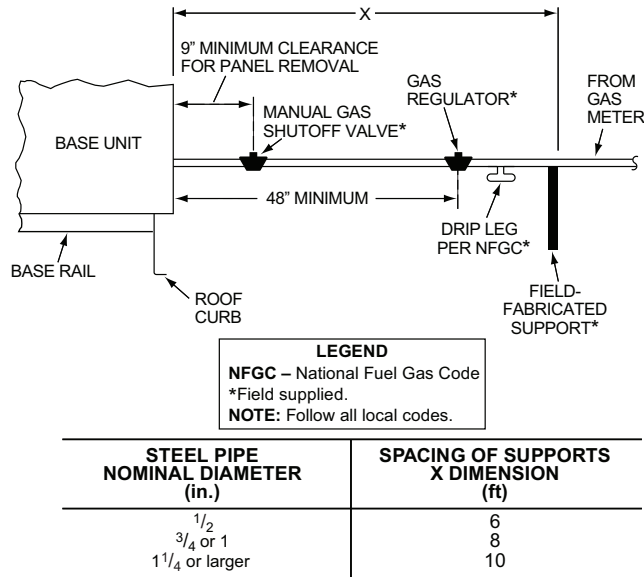 X
9" MINIMUM CLEARANCE
FOR PANEL REMOVAL
BASE UNIT
MANUAL GAS
SHUTOFF VALVE*
GAS
REGULATOR*
FROM
GAS
METER
48" MINIMUM
DRIP LEG
PER NFGC*
BASE RAIL
ROOF
CURB
FIELD-
FABRICATED
SUPPORT*
LEGEND
NFGC – National Fuel Gas Code
*Field supplied.
NOTE: Follow all local codes.
STEEL PIPE
NOMINAL DIAMETER
(in.)
SPACING OF SUPPORTS
X DIMENSION
(ft)
1/2 6
3/4 or 1 8
1 1/4 or larger 10